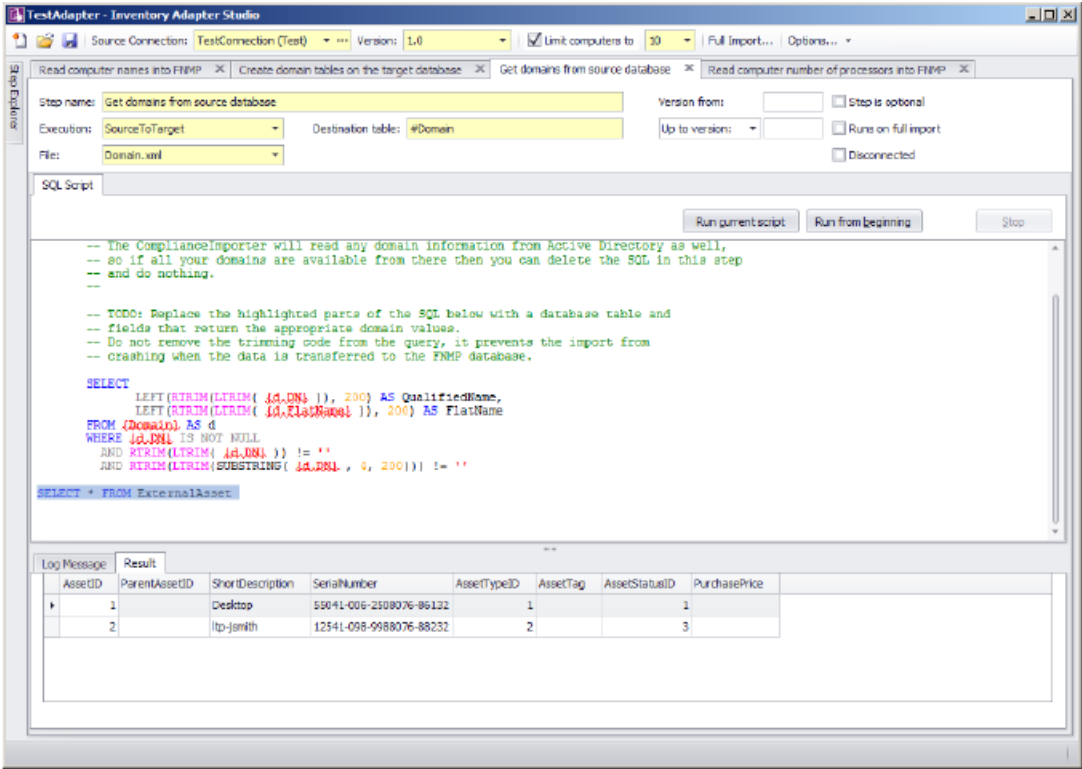 TestAdapter - Inventory Adapter Studio
Source Connection: TestConnection (Test) Version: 1.0 Limit computers to 10 Full Import... Options...
Step Explorer
Read computer names into FNMP Create domain tables on the target database Get domains from source database Read computer number of processors into FNMP
Step name: Get domains from source database Version from: Step is optional
Execution: SourceToTarget Destination table: #Domain Up to version: Runs on full import
File: Domain.xml Disconnected
SQL Script
Run current script Run from beginning Stop
-- The ComplianceImporter will read any domain information from Active Directory as well,
-- so if all your domains are available from there then you can delete the SQL in this step
-- and do nothing.
--
-- TODO: Replace the highlighted parts of the SQL below with a database table and
-- fields that return the appropriate domain values.
-- Do not remove the trimming code from the query, it prevents the import from
-- crashing when the data is transferred to the FNMP database.
SELECT
LEFT(RTRIM(LTRIM( {d.DN} )), 200) AS QualifiedName,
LEFT(RTRIM(LTRIM( {d.FlatName} )), 200) AS FlatName
FROM {Domain} AS d
WHERE {d.DN} IS NOT NULL
AND RTRIM(LTRIM( {d.DN} )) != ''
AND RTRIM(LTRIM(SUBSTRING( {d.DN} , 4, 200))) != ''
SELECT * FROM ExternalAsset
Log Message Result
AssetID ParentAssetID ShortDescription SerialNumber AssetTypeID AssetTag AssetStatusID PurchasePrice
1 Desktop 55041-006-2508076-86132 1 1
2 ltp-jsmith 12541-098-9988076-88232 2 3